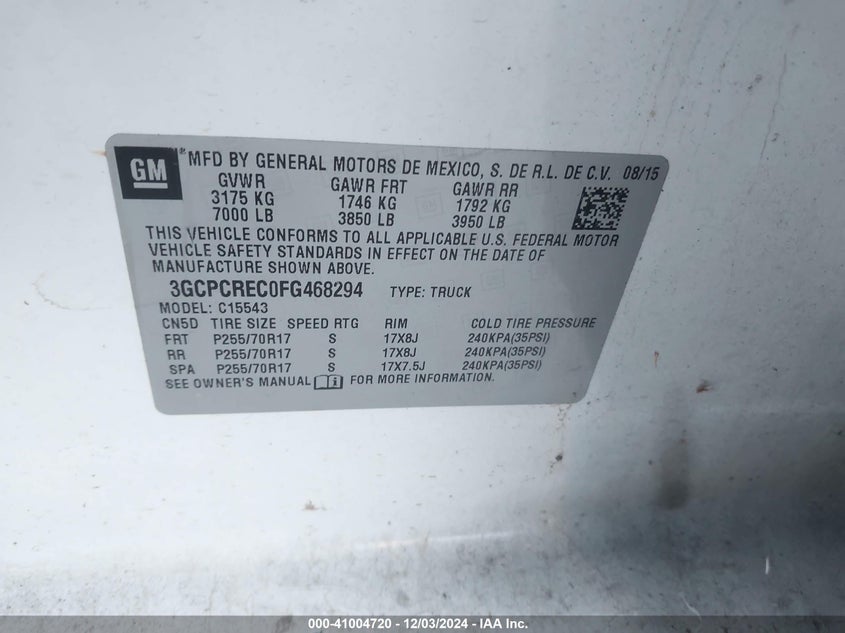 GM
*MFD BY GENERAL MOTORS DE MEXICO, S. DE R.L. DE C.V. 08/15
GVWR GAWR FRT GAWR RR
3175 KG 1746 KG 1792 KG
7000 LB 3850 LB 3950 LB
THIS VEHICLE CONFORMS TO ALL APPLICABLE U.S. FEDERAL MOTOR
VEHICLE SAFETY STANDARDS IN EFFECT ON THE DATE OF
MANUFACTURE SHOWN ABOVE.
3GCPCREC0FG468294 TYPE: TRUCK
MODEL: C15543
CN5D TIRE SIZE SPEED RTG RIM COLD TIRE PRESSURE
FRT P255/70R17 S 17X8J 240KPA(35PSI)
RR P255/70R17 S 17X8J 240KPA(35PSI)
SPA P255/70R17 S 17X7.5J 240KPA(35PSI)
SEE OWNER'S MANUAL FOR MORE INFORMATION.
000-41004720 - 12/03/2024 - IAA Inc.